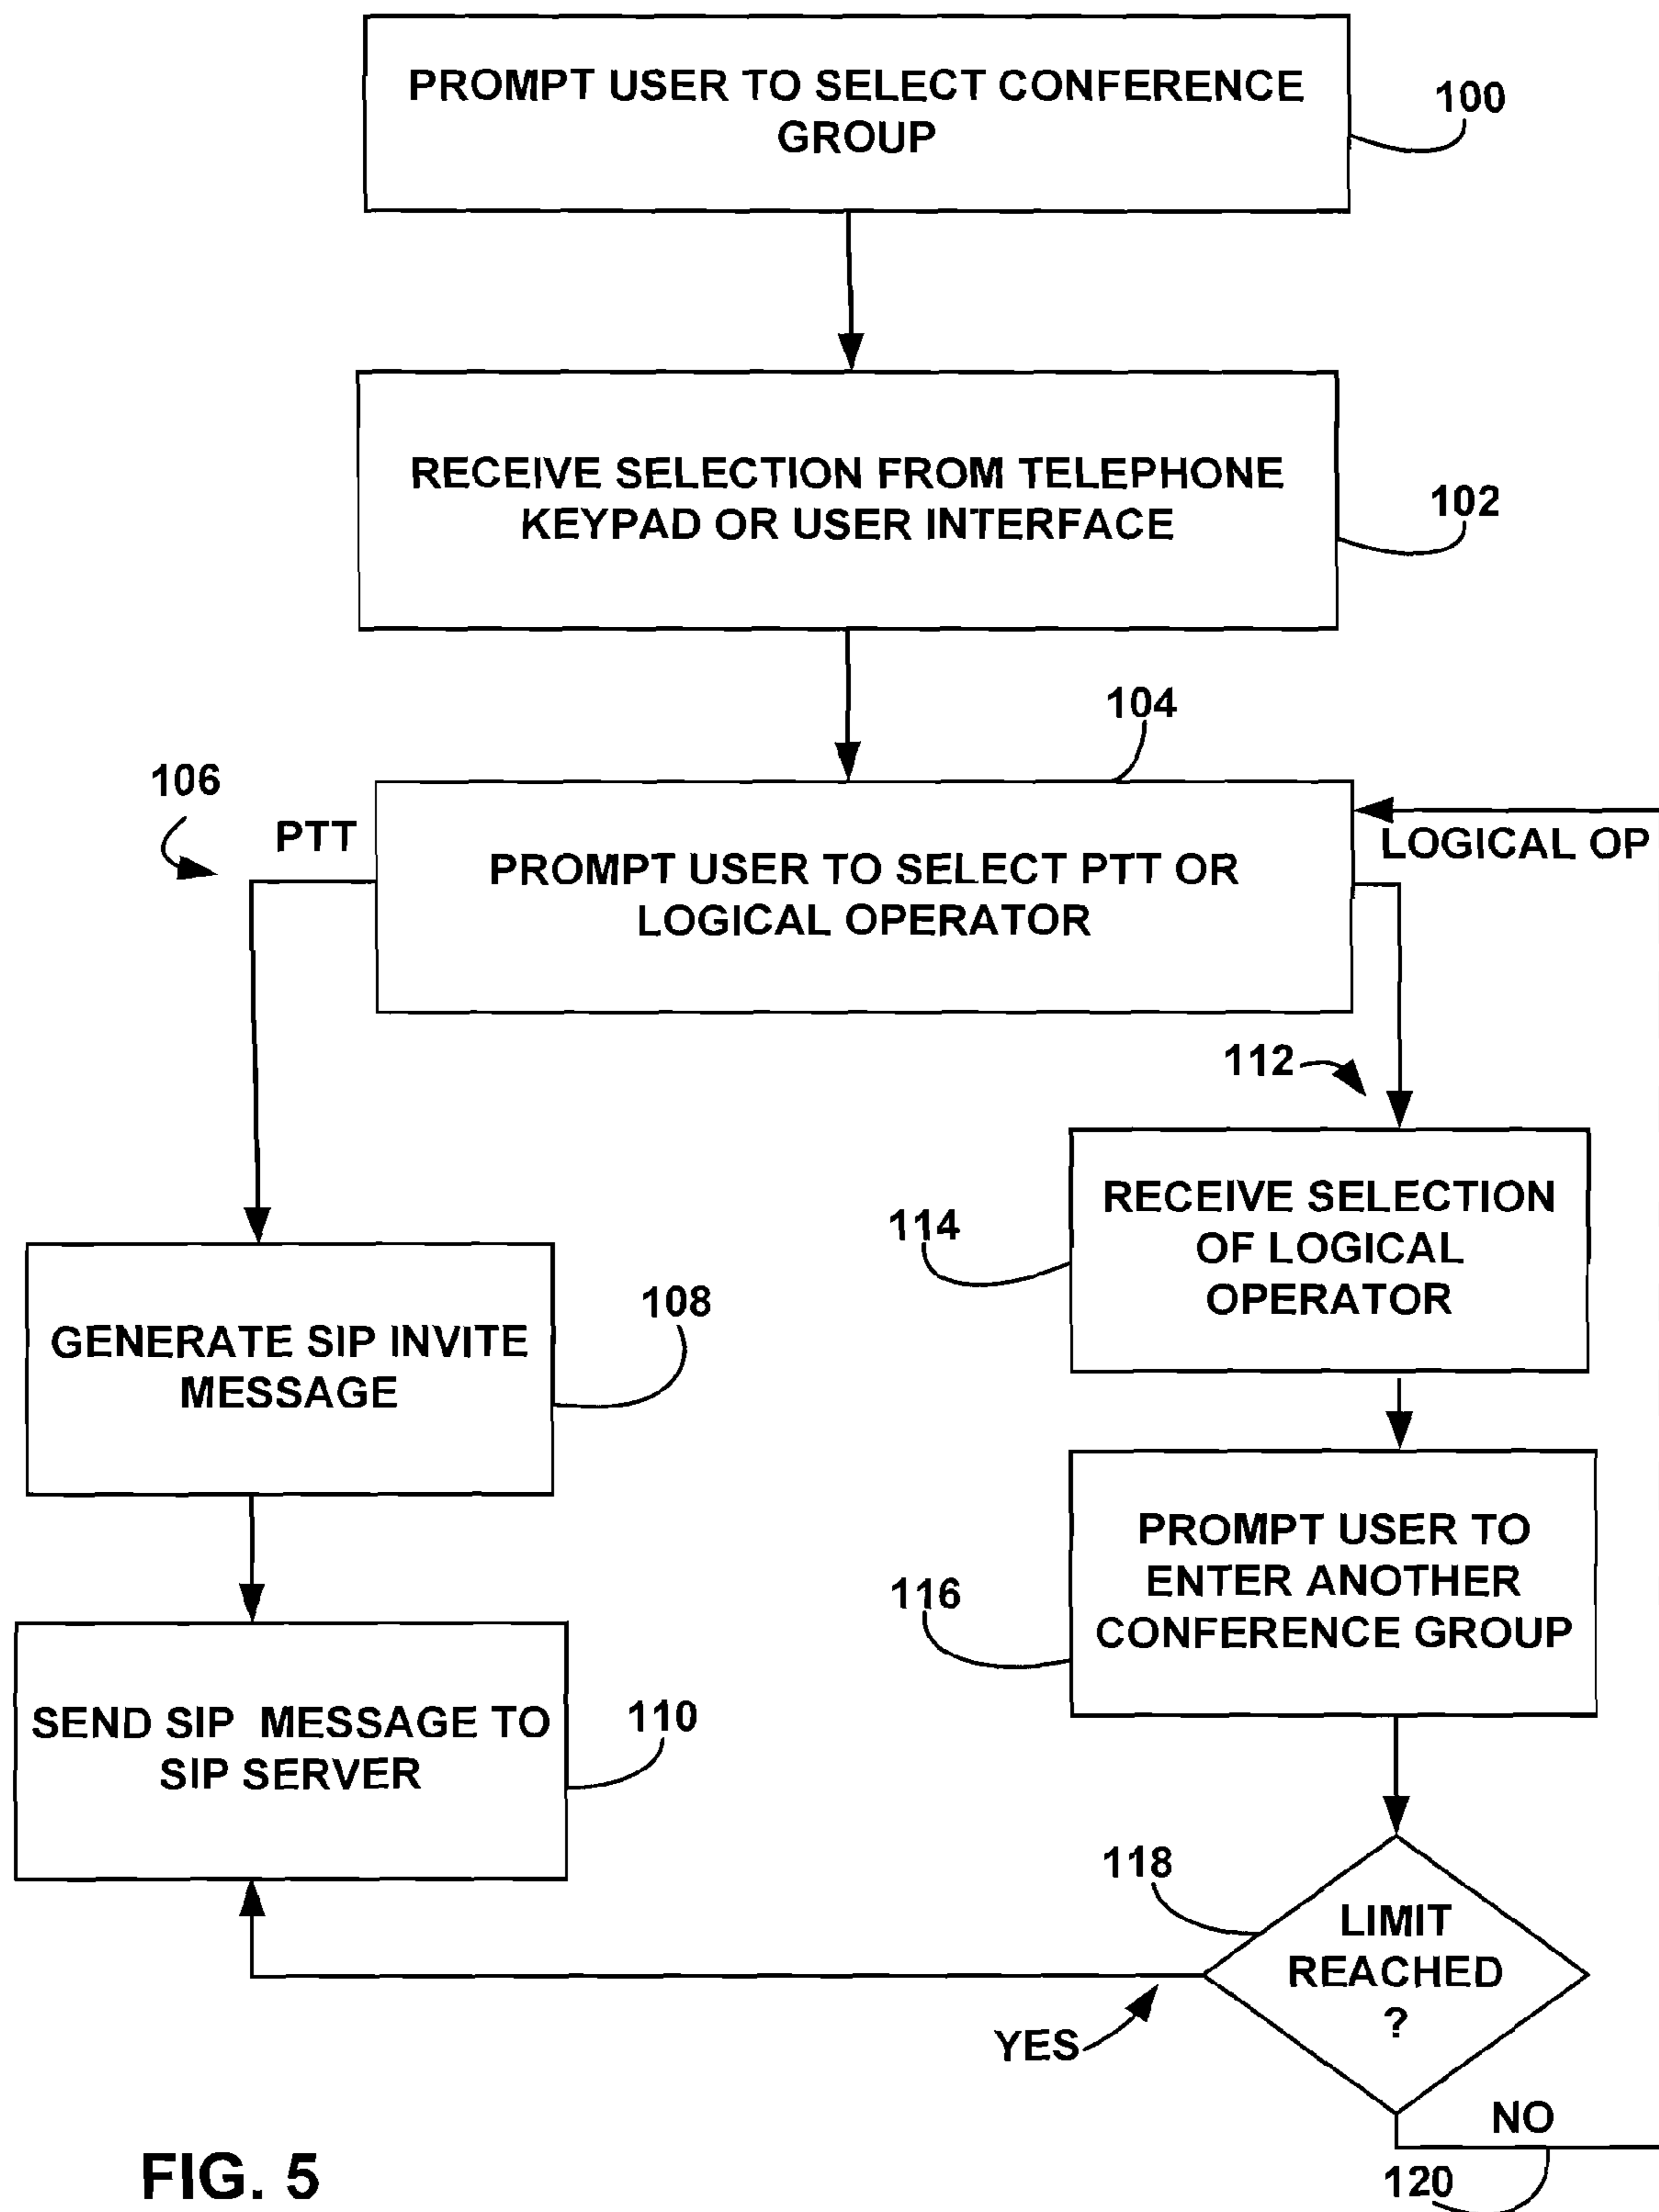 PROMPT USER TO SELECT CONFERENCE
GROUP
100
RECEIVE SELECTION FROM TELEPHONE
KEYPAD OR USER INTERFACE
102
104
106
PTT
PROMPT USER TO SELECT PTT OR
LOGICAL OPERATOR
LOGICAL OP
112
RECEIVE SELECTION
OF LOGICAL
OPERATOR
114
GENERATE SIP INVITE
MESSAGE
108
PROMPT USER TO
ENTER ANOTHER
CONFERENCE GROUP
116
SEND SIP MESSAGE TO
SIP SERVER
110
118
LIMIT
REACHED
?
YES
NO
120
FIG. 5